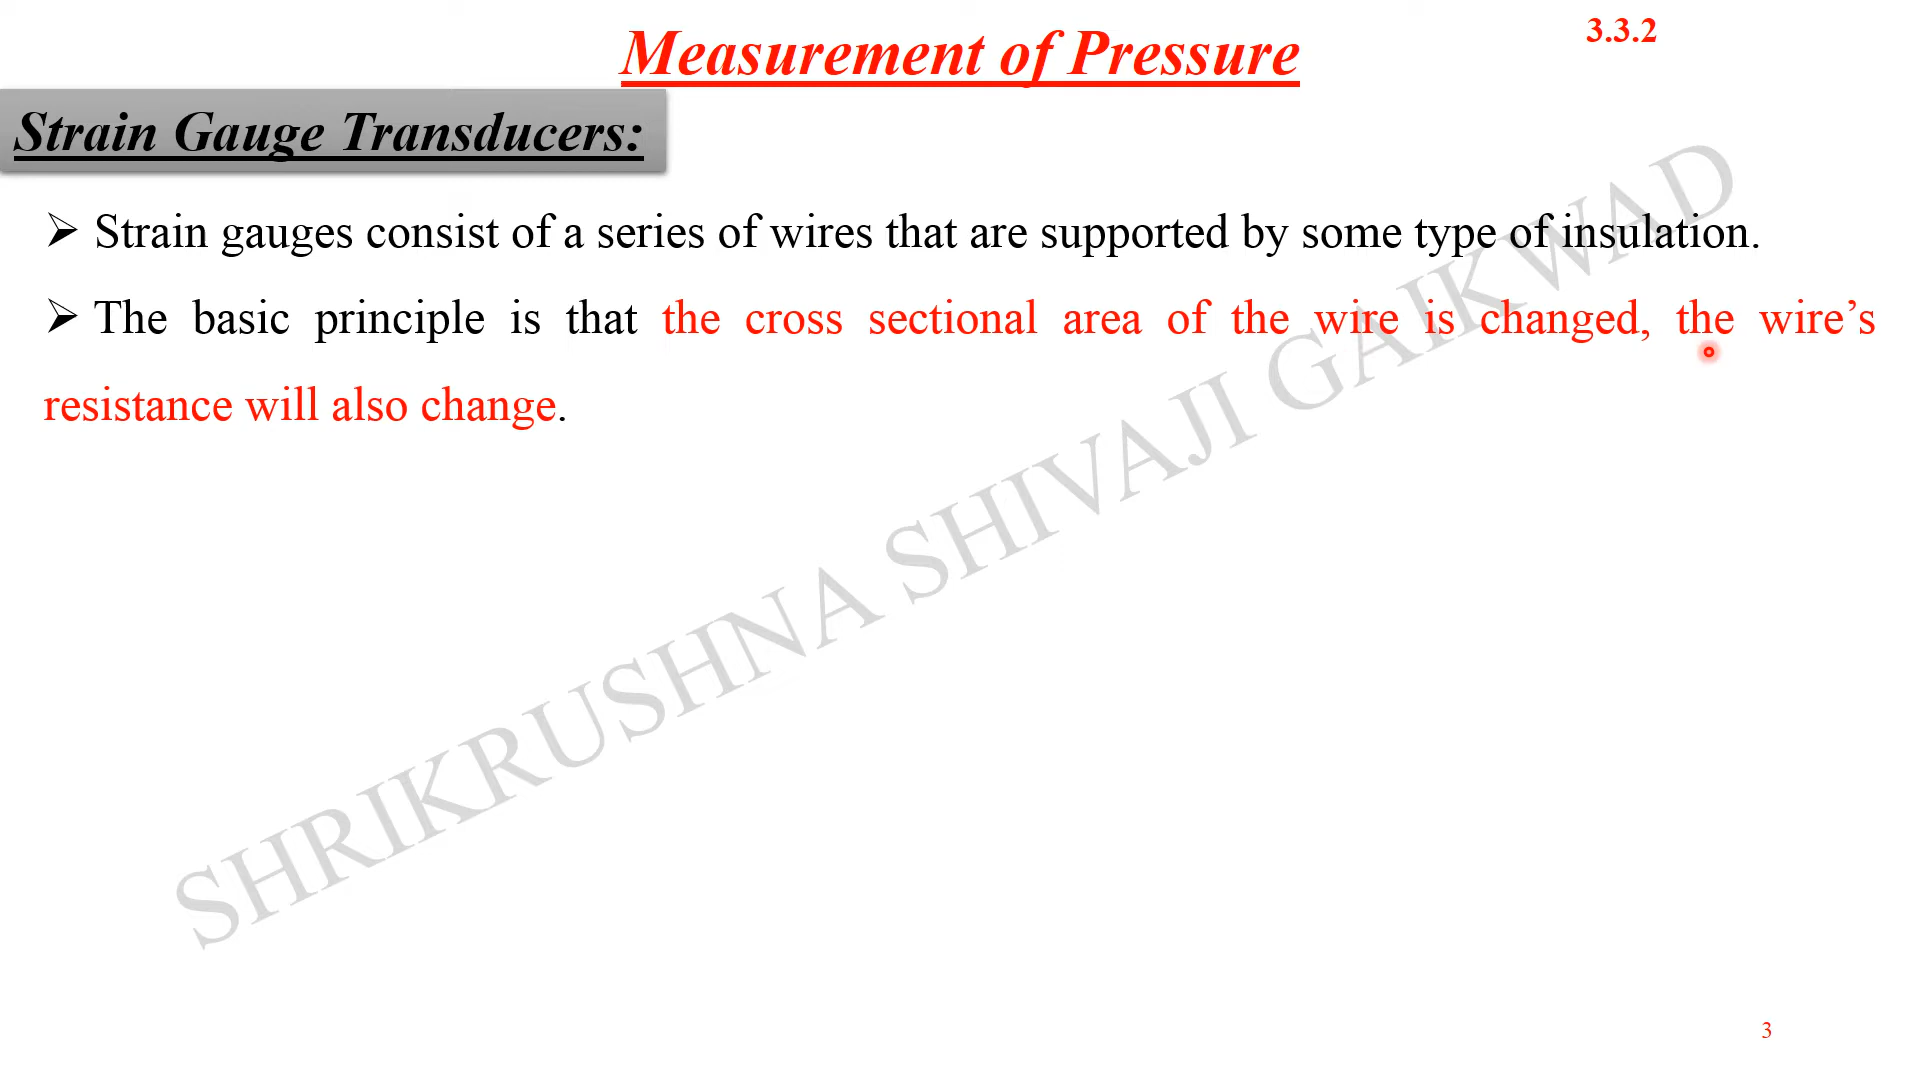 Measurement of Pressure
3.3.2
Strain Gauge Transducers:
➢ Strain gauges consist of a series of wires that are supported by some type of insulation.
➢ The basic principle is that the cross sectional area of the wire is changed, the wire’s
resistance will also change.
SHRIKRUSHNA SHIVAJI GAIKWAD
3